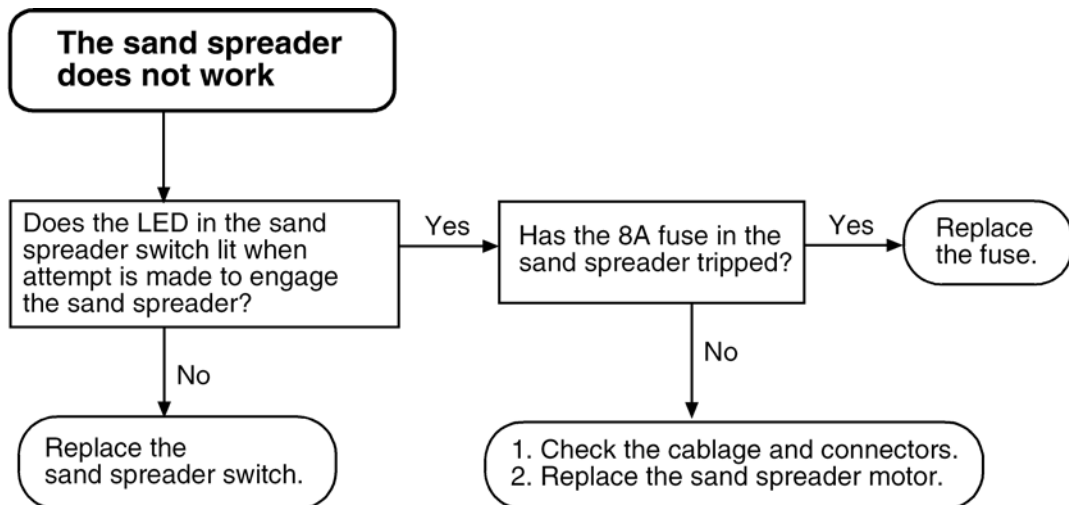 The sand spreader
does not work
Does the LED in the sand
spreader switch lit when
attempt is made to engage
the sand spreader?
Yes
Has the 8A fuse in the
sand spreader tripped?
Yes
Replace
the fuse.
No
No
Replace the
sand spreader switch.
1. Check the cablage and connectors.
2. Replace the sand spreader motor.